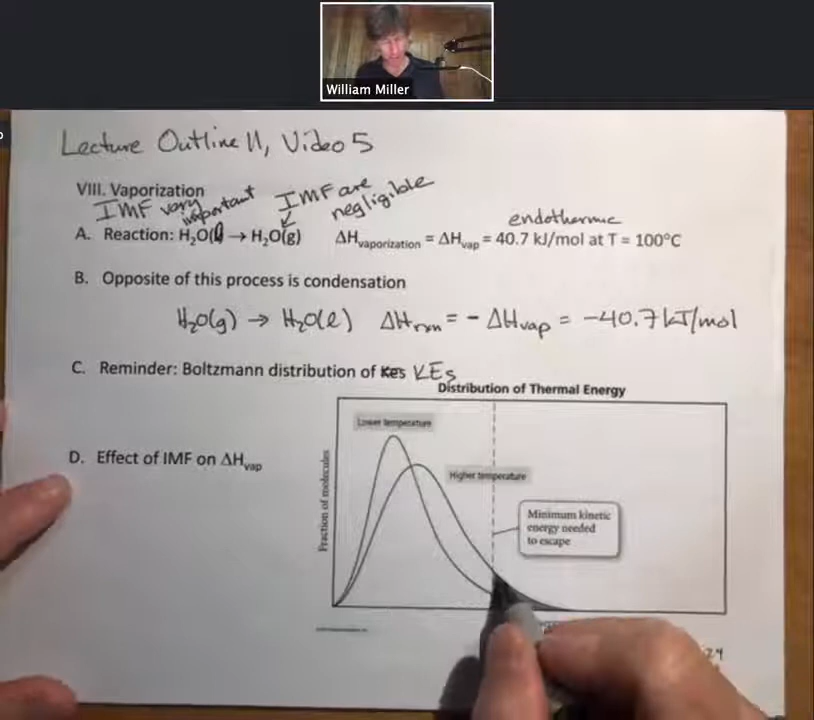 William Miller
Lecture Outline 11, Video 5
VIII. Vaporization
IMF very important
IMF are negligible
endothermic
A. Reaction: H₂O(l) → H₂O(g) ΔHvaporization = ΔHvap = 40.7 kJ/mol at T = 100°C
B. Opposite of this process is condensation
H₂O(g) → H₂O(l) ΔHrxn = - ΔHvap = -40.7 kJ/mol
C. Reminder: Boltzmann distribution of KEs
Distribution of Thermal Energy
Lower temperature
D. Effect of IMF on ΔHvap
Higher temperature
Fraction of molecules
Minimum kinetic
energy needed
to escape
24